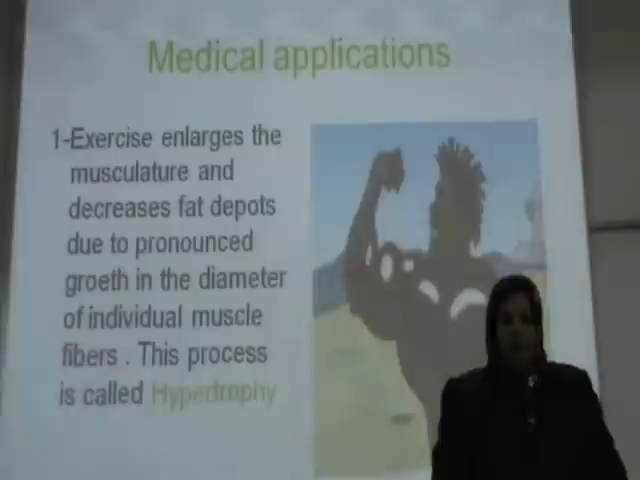 Medical applications
1-Exercise enlarges the
musculature and
decreases fat depots
due to pronounced
groeth in the diameter
of individual muscle
fibers . This process
is called Hypertrophy